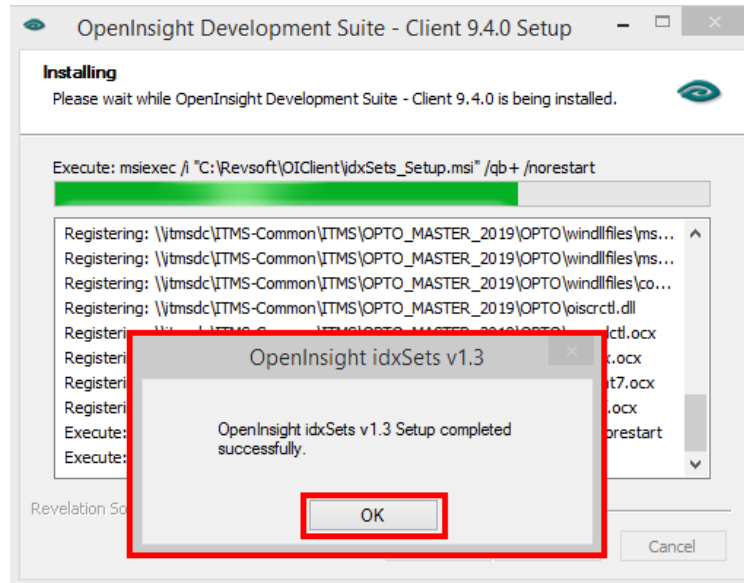 OpenInsight Development Suite - Client 9.4.0 Setup
Installing
Please wait while OpenInsight Development Suite - Client 9.4.0 is being installed.
Execute: msiexec /i "C:\Revsoft\OIClient\idxSets_Setup.msi" /qb+ /norestart
Registering: \\itmsdc\ITMS-Common\ITMS\OPTO_MASTER_2019\OPTO\windllfiles\ms...
Registering: \\itmsdc\ITMS-Common\ITMS\OPTO_MASTER_2019\OPTO\windllfiles\ms...
Registering: \\itmsdc\ITMS-Common\ITMS\OPTO_MASTER_2019\OPTO\windllfiles\co...
Registering: \\itmsdc\ITMS-Common\ITMS\OPTO_MASTER_2019\OPTO\oiscrctl.dll
OpenInsight idxSets v1.3
Execute:
Execute:
OpenInsight idxSets v1.3 Setup completed
successfully.
OK
Revelation
Cancel